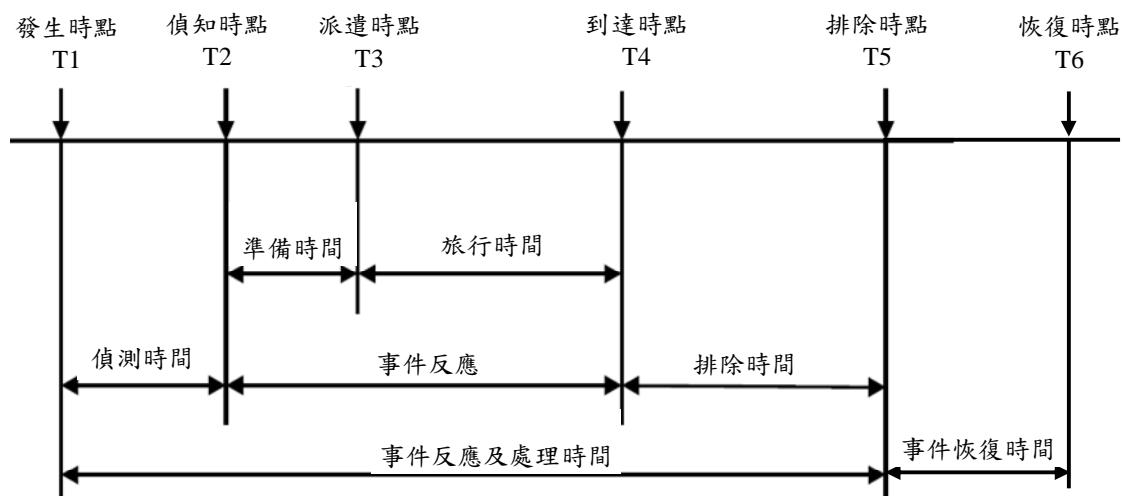 發生時點 偵知時點 派遣時點 到達時點 排除時點 恢復時點
T1 T2 T3 T4 T5 T6
準備時間 旅行時間
偵測時間 事件反應 排除時間
事件反應及處理時間 事件恢復時間